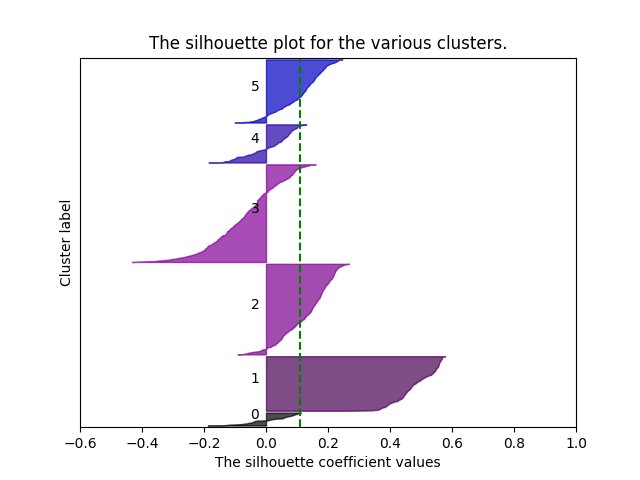 The silhouette plot for the various clusters.
5
4
3
2
1
0
Cluster label
−0.6 −0.4 −0.2 0.0 0.2 0.4 0.6 0.8 1.0
The silhouette coefficient values